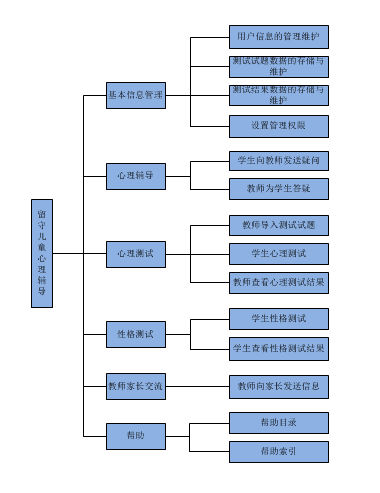 留守儿童心理辅导
基本信息管理
用户信息的管理维护
测试试题数据的存储与
维护
测试结果数据的存储与
维护
设置管理权限
心理辅导
学生向教师发送疑问
教师为学生答疑
心理测试
教师导入测试试题
学生心理测试
教师查看心理测试结果
性格测试
学生性格测试
学生查看性格测试结果
教师家长交流
教师向家长发送信息
帮助
帮助目录
帮助索引